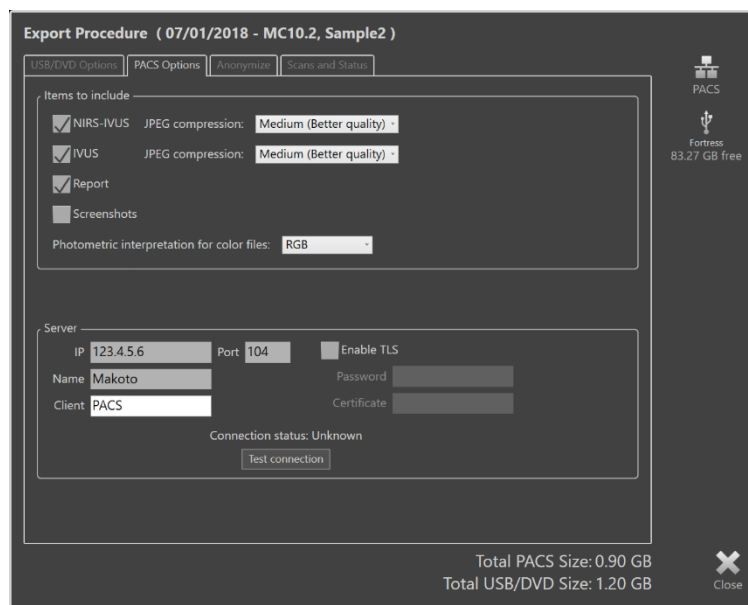 Export Procedure ( 07/01/2018 - MC10.2, Sample2 )
USB/DVD Options PACS Options Anonymize Scans and Status
Items to include
NIRS-IVUS JPEG compression: Medium (Better quality)
IVUS JPEG compression: Medium (Better quality)
Report
Screenshots
Photometric interpretation for color files: RGB
Server
IP 123.4.5.6 Port 104 Enable TLS
Name Makoto Password
Client PACS Certificate
Connection status: Unknown
Test connection
Total PACS Size: 0.90 GB
Total USB/DVD Size: 1.20 GB
PACS
Fortress
83.27 GB free
Close